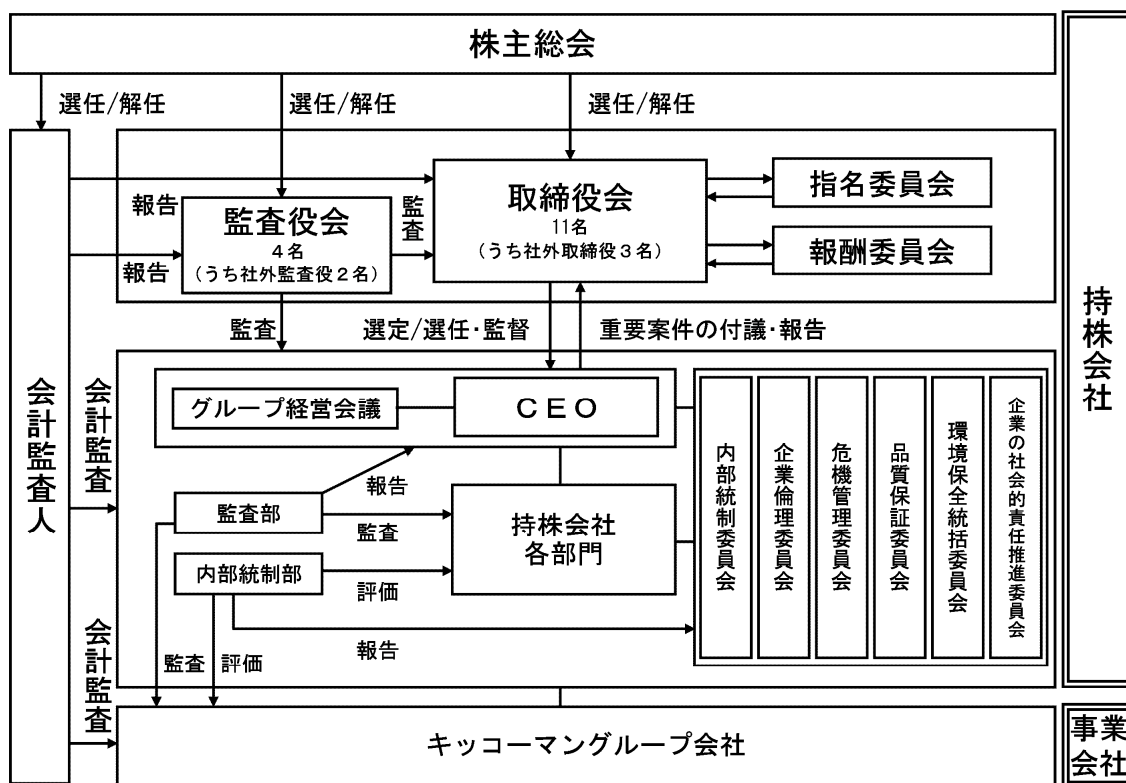 株主総会
選任/解任
選任/解任
選任/解任
報告
監査役会
4名
(うち社外監査役2名)
報告
監査
取締役会
11名
(うち社外取締役3名)
指名委員会
報酬委員会
監査
選定/選任・監督
重要案件の付議・報告
会計監査人
会計監査
会計監査
グループ経営会議
CEO
監査部
報告
監査
持株会社
各部門
内部統制部
評価
報告
監査
評価
内部統制委員会
企業倫理委員会
危機管理委員会
品質保証委員会
環境保全統括委員会
企業の社会的責任推進委員会
キッコーマングループ会社
持株会社
事業
会社